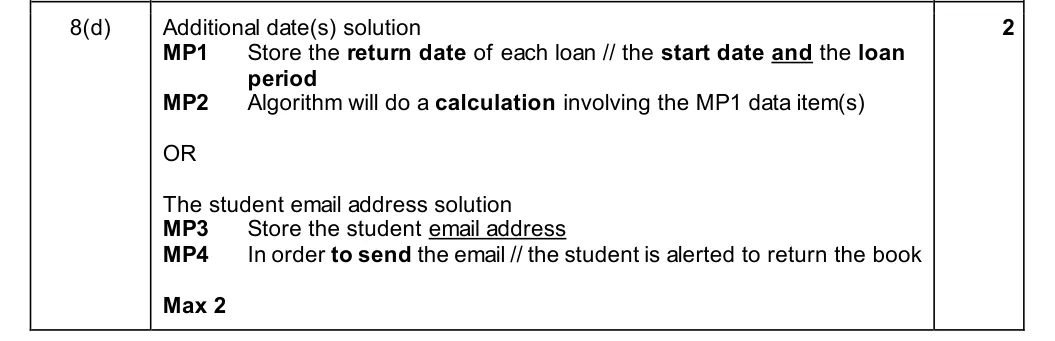 8(d) Additional date(s) solution 2
MP1 Store the return date of each loan // the start date and the loan
period
MP2 Algorithm will do a calculation involving the MP1 data item(s)
OR
The student email address solution
MP3 Store the student email address
MP4 In order to send the email // the student is alerted to return the book
Max 2